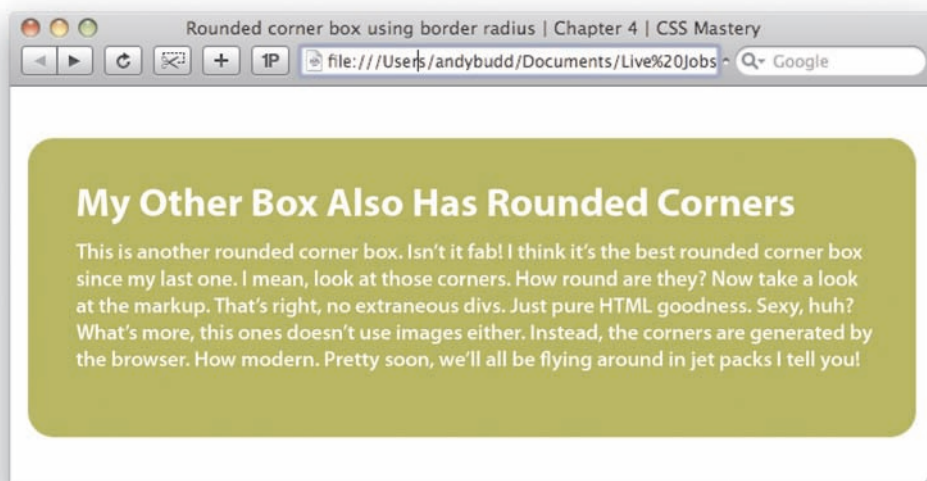 Rounded corner box using border radius | Chapter 4 | CSS Mastery
1P
file:///Users/andybudd/Documents/Live%20Jobs
Google
My Other Box Also Has Rounded Corners
This is another rounded corner box. Isn't it fab! I think it's the best rounded corner box
since my last one. I mean, look at those corners. How round are they? Now take a look
at the markup. That's right, no extraneous divs. Just pure HTML goodness. Sexy, huh?
What's more, this ones doesn't use images either. Instead, the corners are generated by
the browser. How modern. Pretty soon, we'll all be flying around in jet packs I tell you!